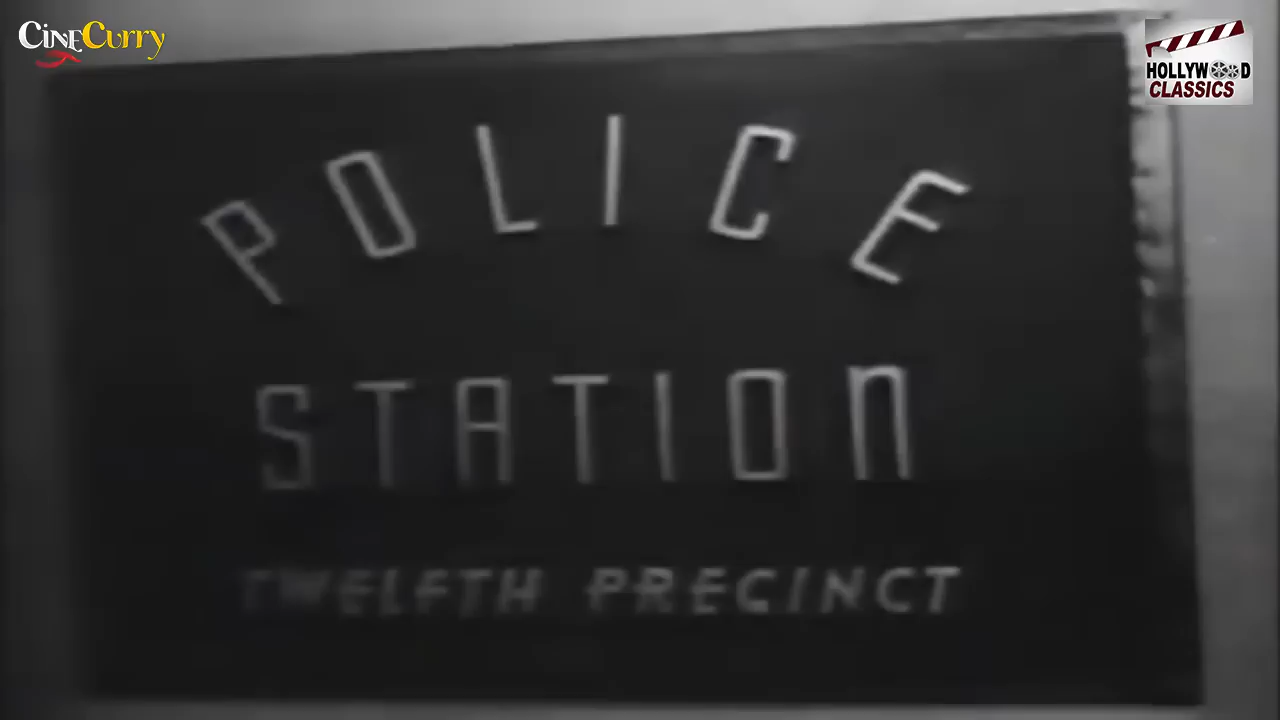 CINECURRY
HOLLYWOOD
CLASSICS
POLICE
STATION
TWELFTH PRECINCT